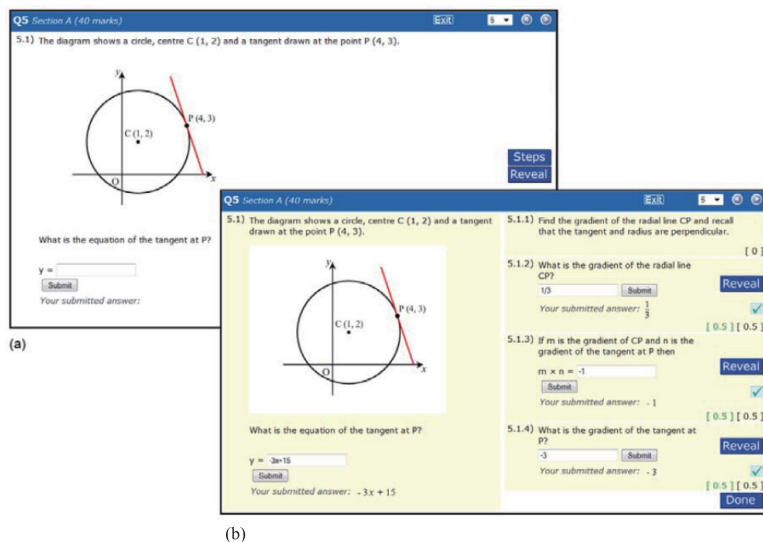 Q5 Section A (40 marks)
Exit
5
5.1) The diagram shows a circle, centre C (1, 2) and a tangent drawn at the point P (4, 3).
y
P (4, 3)
C (1, 2)
O
x
Steps
Reveal
What is the equation of the tangent at P?
y =
Submit
Your submitted answer:
(a)
Q5 Section A (40 marks)
Exit
5
5.1) The diagram shows a circle, centre C (1, 2) and a tangent
drawn at the point P (4, 3).
y
P (4, 3)
C (1, 2)
O
x
What is the equation of the tangent at P?
y = -3x+15
Submit
Your submitted answer: - 3x + 15
5.1.1) Find the gradient of the radial line CP and recall
that the tangent and radius are perpendicular.
[ 0 ]
5.1.2) What is the gradient of the radial line
CP?
1/3 Submit
Reveal
Your submitted answer: 1/3
[ 0.5 ] [ 0.5 ]
5.1.3) If m is the gradient of CP and n is the
gradient of the tangent at P then
m × n = -1
Reveal
Submit
Your submitted answer: - 1
[ 0.5 ] [ 0.5 ]
5.1.4) What is the gradient of the tangent at
P?
-3 Submit
Reveal
Your submitted answer: - 3
[ 0.5 ] [ 0.5 ]
Done
(b)